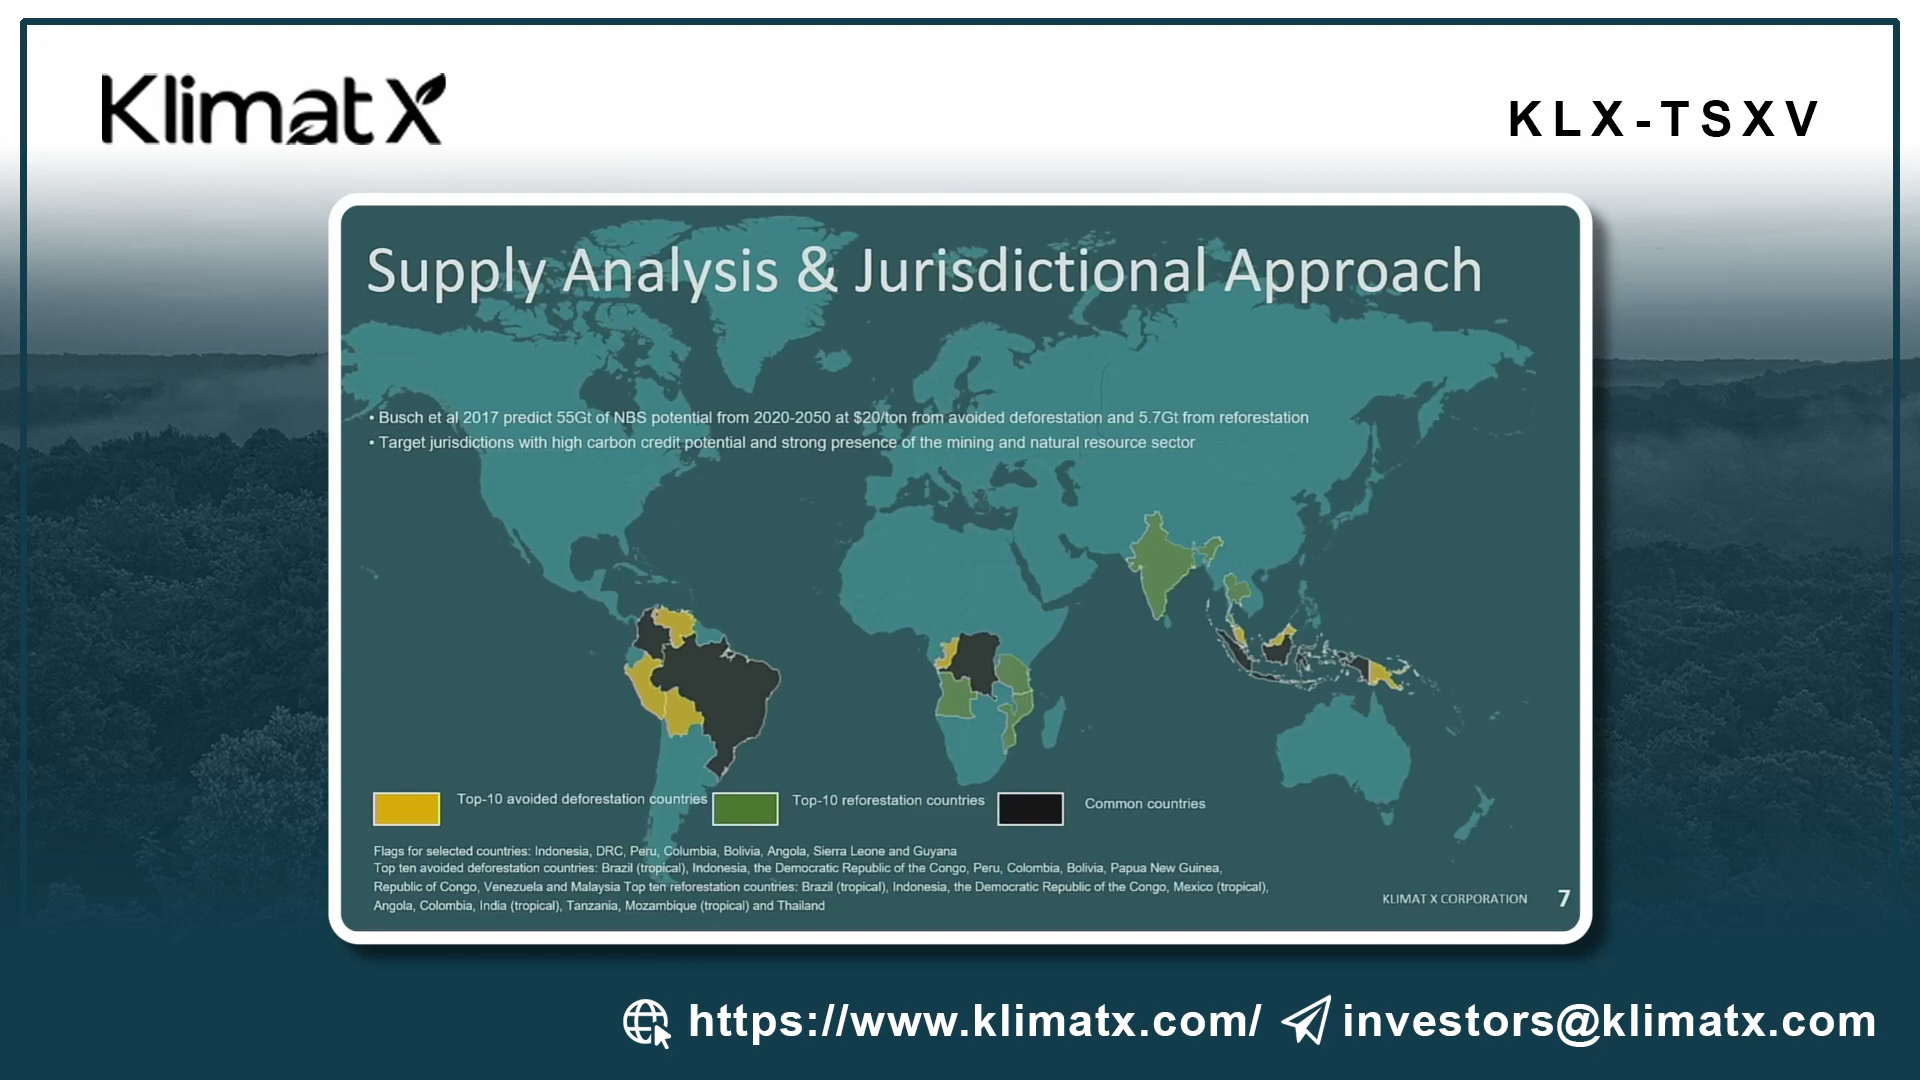 Klimat X
KLX-TSXV
Supply Analysis & Jurisdictional Approach
• Busch et al 2017 predict 55Gt of NBS potential from 2020-2050 at $20/ton from avoided deforestation and 5.7Gt from reforestation
• Target jurisdictions with high carbon credit potential and strong presence of the mining and natural resource sector
Top-10 avoided deforestation countries
Top-10 reforestation countries
Common countries
Flags for selected countries: Indonesia, DRC, Peru, Columbia, Bolivia, Angola, Sierra Leone and Guyana
Top ten avoided deforestation countries: Brazil (tropical), Indonesia, the Democratic Republic of the Congo, Peru, Colombia, Bolivia, Papua New Guinea,
Republic of Congo, Venezuela and Malaysia Top ten reforestation countries: Brazil (tropical), Indonesia, the Democratic Republic of the Congo, Mexico (tropical),
Angola, Colombia, India (tropical), Tanzania, Mozambique (tropical) and Thailand
KLIMAT X CORPORATION 7
https://www.klimatx.com/ investors@klimatx.com